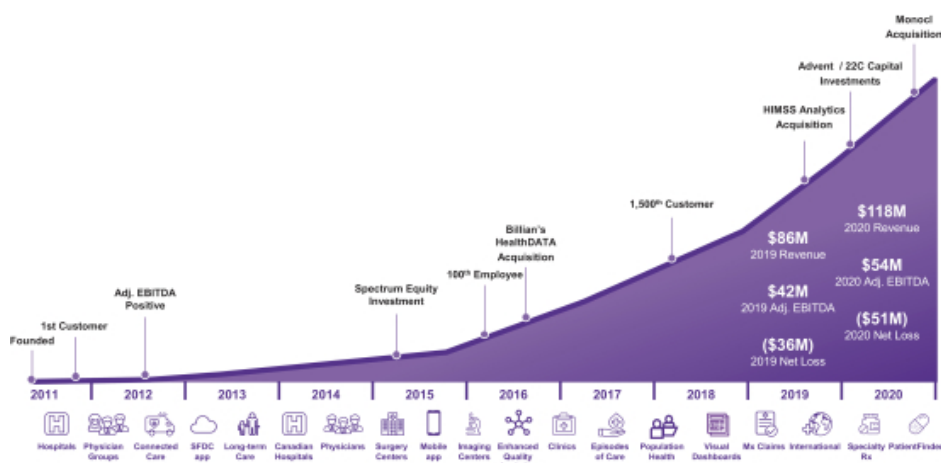 Monocl
Acquisition
Advent / 22C Capital
Investments
HIMSS Analytics
Acquisition
1,500th Customer
Billian's
HealthDATA
Acquisition
100th Employee
Spectrum Equity
Investment
Adj. EBITDA
Positive
1st Customer
Founded
$118M
2020 Revenue
$86M
2019 Revenue
$54M
2020 Adj. EBITDA
$42M
2019 Adj. EBITDA
($51M)
2020 Net Loss
($36M)
2019 Net Loss
2011 2012 2013 2014 2015 2016 2017 2018 2019 2020
Hospitals
Physician
Groups
Connected
Care
SFDC
app
Long-term
Care
Canadian
Hospitals
Physicians
Surgery
Centers
Mobile
app
Imaging
Centers
Enhanced
Quality
Clinics
Episodes
of Care
Population
Health
Visual
Dashboards
Mx Claims
International
Specialty
Rx
PatientFinder